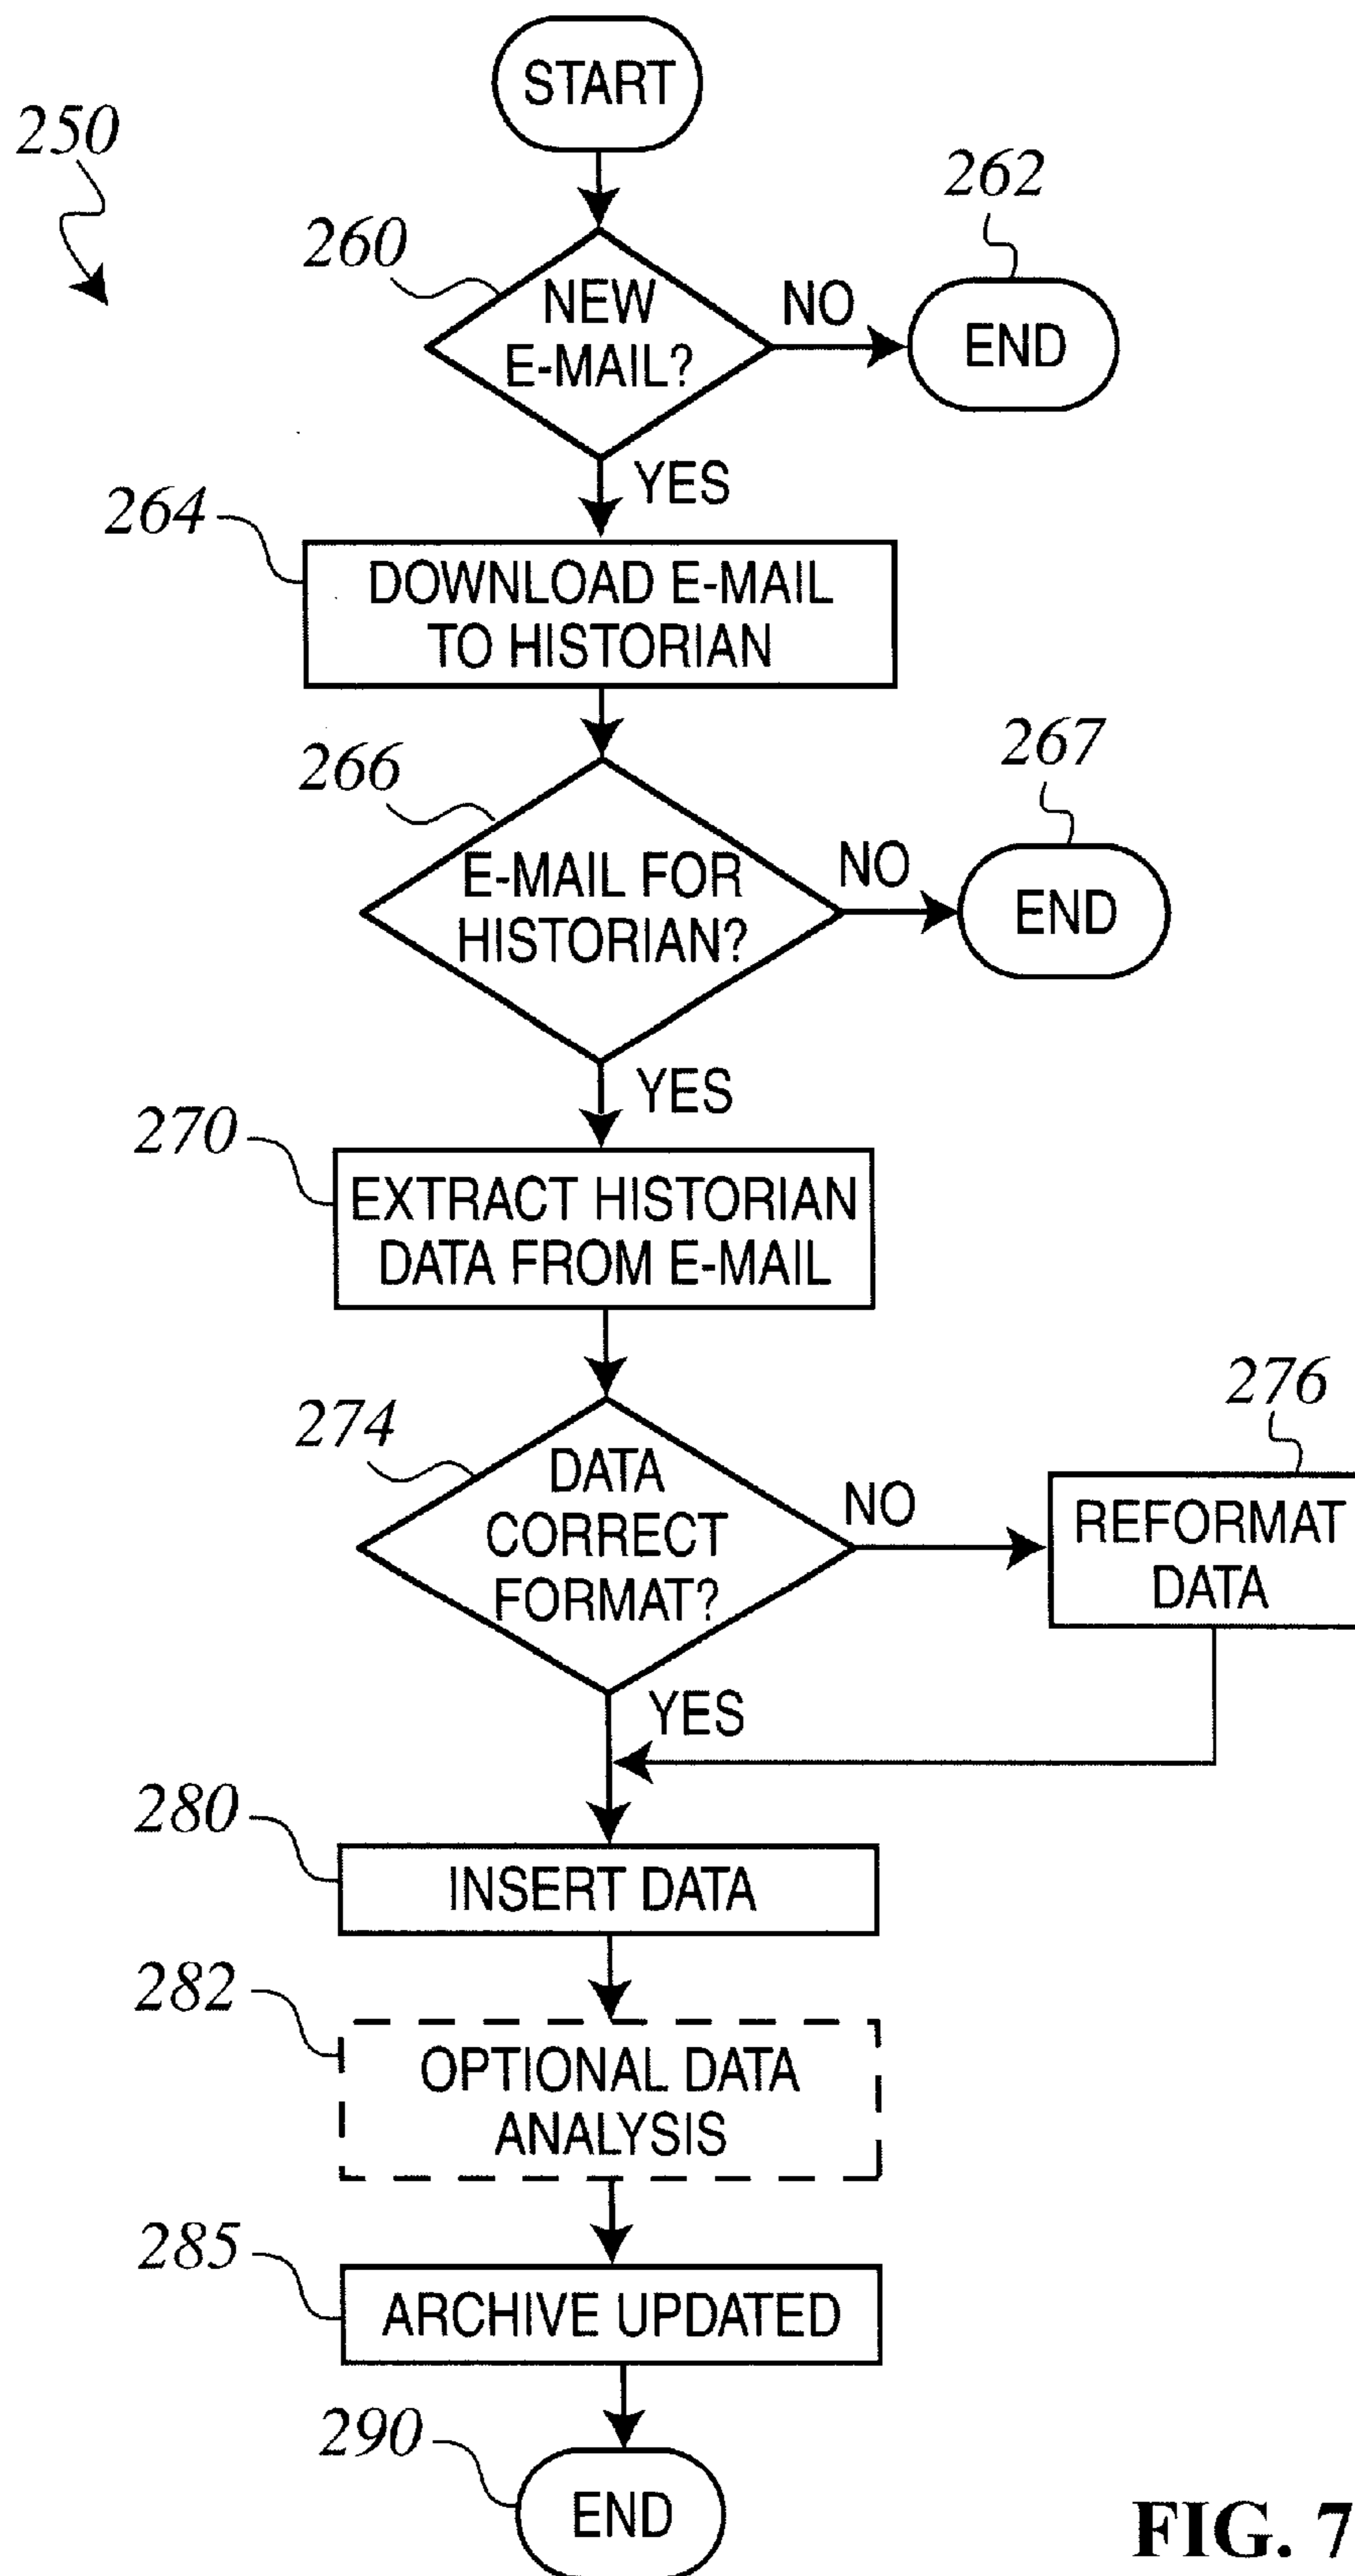 START
250
262
260
NEW
E-MAIL?
NO
END
YES
264
DOWNLOAD E-MAIL
TO HISTORIAN
267
266
E-MAIL FOR
HISTORIAN?
NO
END
YES
270
EXTRACT HISTORIAN
DATA FROM E-MAIL
276
274
DATA
CORRECT
FORMAT?
NO
REFORMAT
DATA
YES
280
INSERT DATA
282
OPTIONAL DATA
ANALYSIS
285
ARCHIVE UPDATED
290
END
FIG. 7